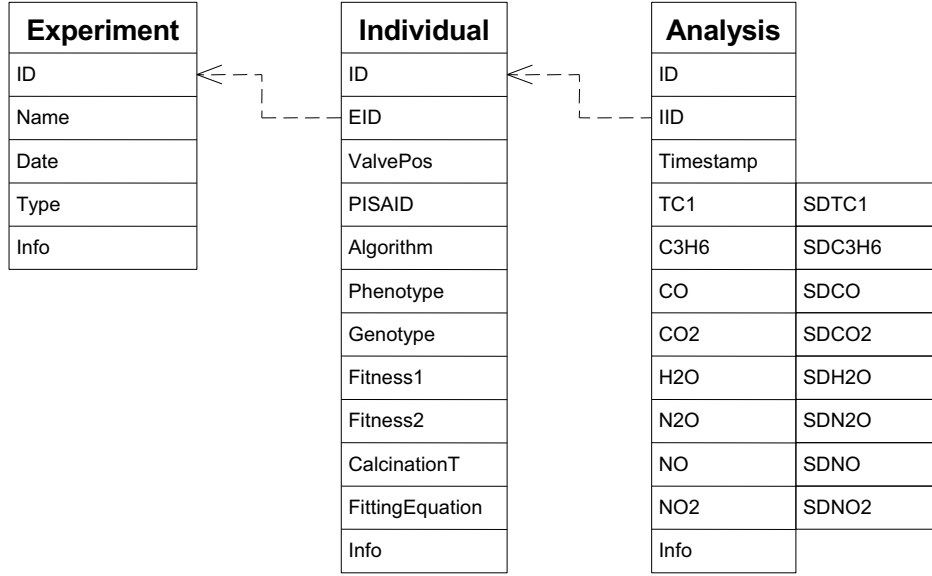 Experiment
ID
Name
Date
Type
Info
Individual
ID
EID
ValvePos
PISAID
Algorithm
Phenotype
Genotype
Fitness1
Fitness2
CalcinationT
FittingEquation
Info
Analysis
ID
IID
Timestamp
TC1 SDTC1
C3H6 SDC3H6
CO SDCO
CO2 SDCO2
H2O SDH2O
N2O SDN2O
NO SDNO
NO2 SDNO2
Info